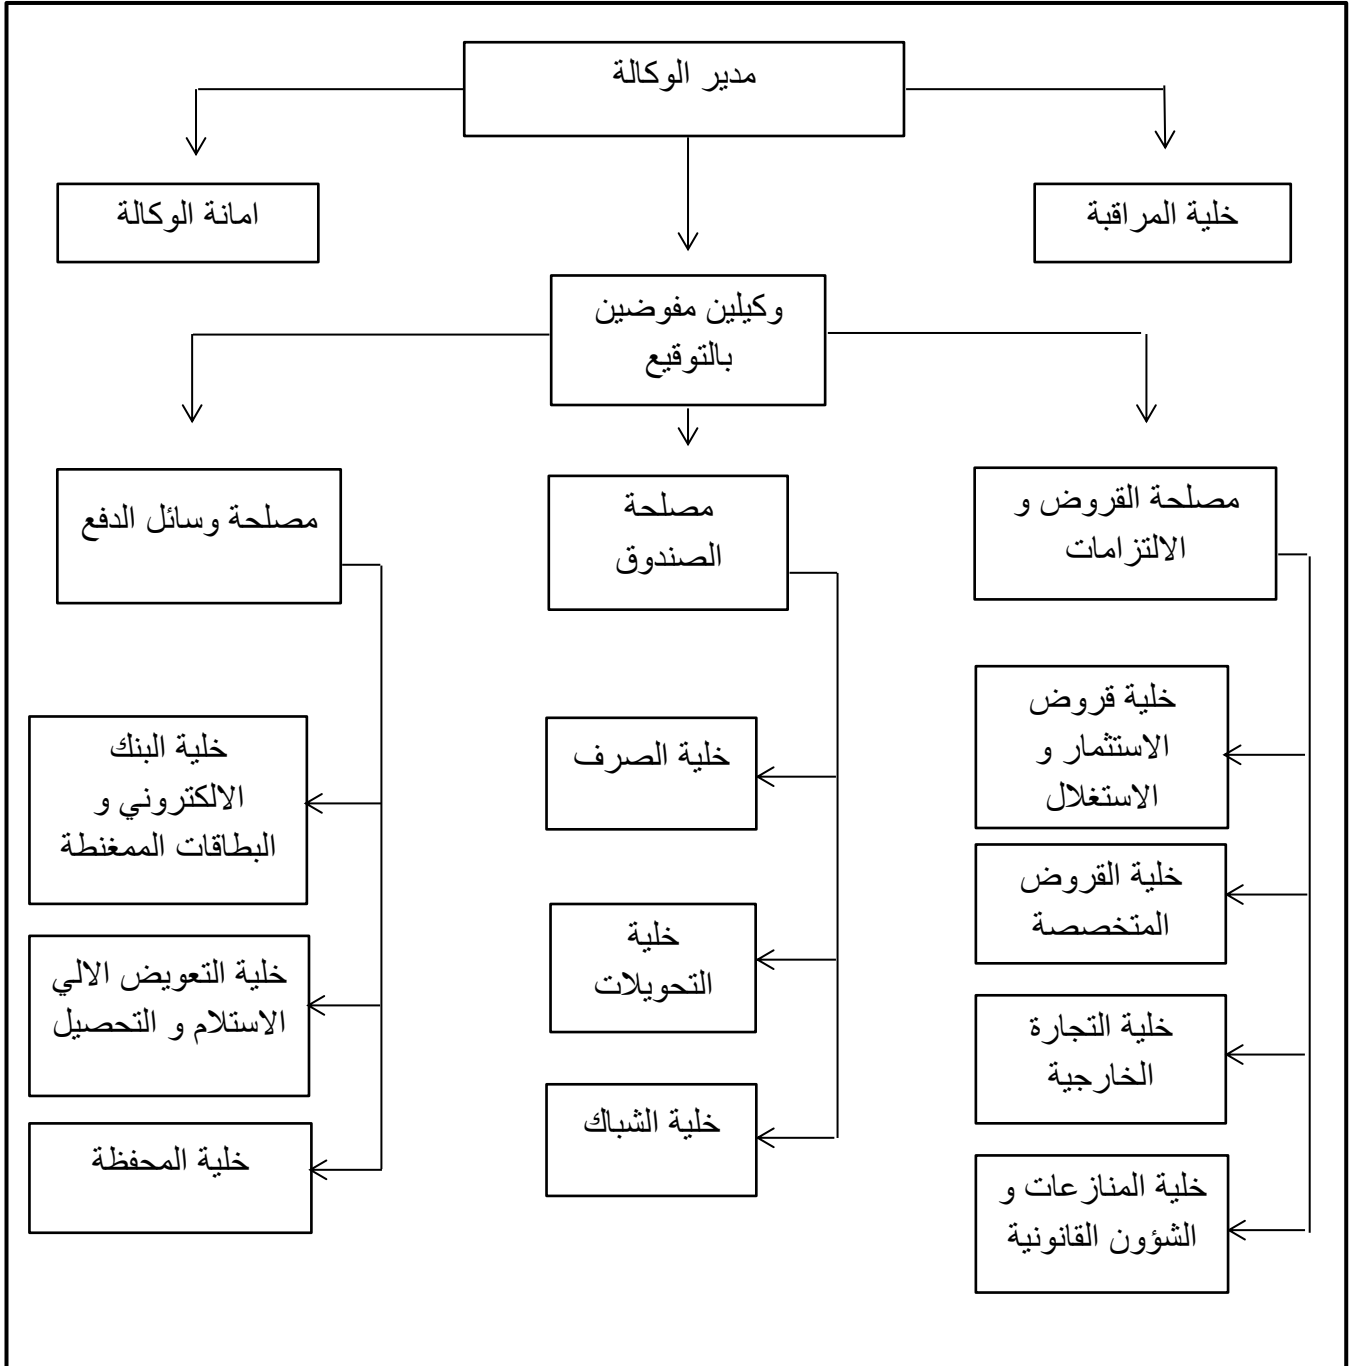 مدير الوكالة
خلية المراقبة
امانة الوكالة
وكيلين مفوضين
بالتوقيع
مصلحة القروض و
الالتزامات
مصلحة
الصندوق
مصلحة وسائل الدفع
خلية قروض
الاستثمار و
الاستغلال
خلية القروض
المتخصصة
خلية التجارة
الخارجية
خلية المنازعات و
الشؤون القانونية
خلية الصرف
خلية
التحويلات
خلية الشباك
خلية البنك
الالكتروني و
البطاقات الممغنطة
خلية التعويض الالي
الاستلام و التحصيل
خلية المحفظة